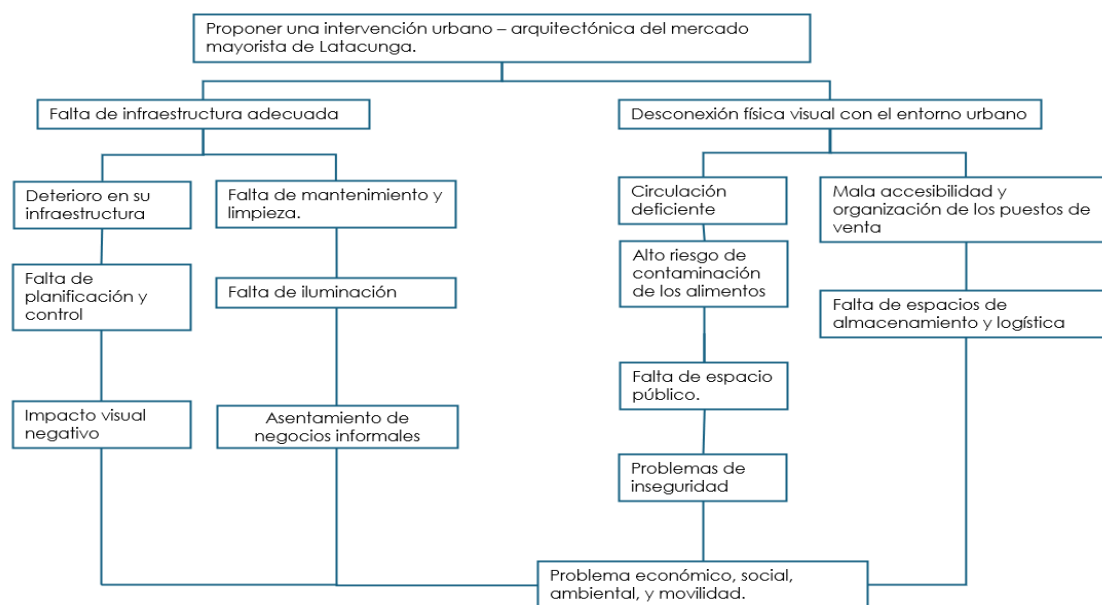 Proponer una intervención urbano – arquitectónica del mercado
mayorista de Latacunga.
Falta de infraestructura adecuada
Desconexión física visual con el entorno urbano
Deterioro en su
infraestructura
Falta de mantenimiento y
limpieza.
Circulación
deficiente
Mala accesibilidad y
organización de los puestos de
venta
Falta de
planificación y
control
Falta de iluminación
Alto riesgo de
contaminación
de los alimentos
Falta de espacios de
almacenamiento y logística
Impacto visual
negativo
Asentamiento de
negocios informales
Falta de espacio
público.
Problemas de
inseguridad
Problema económico, social,
ambiental, y movilidad.